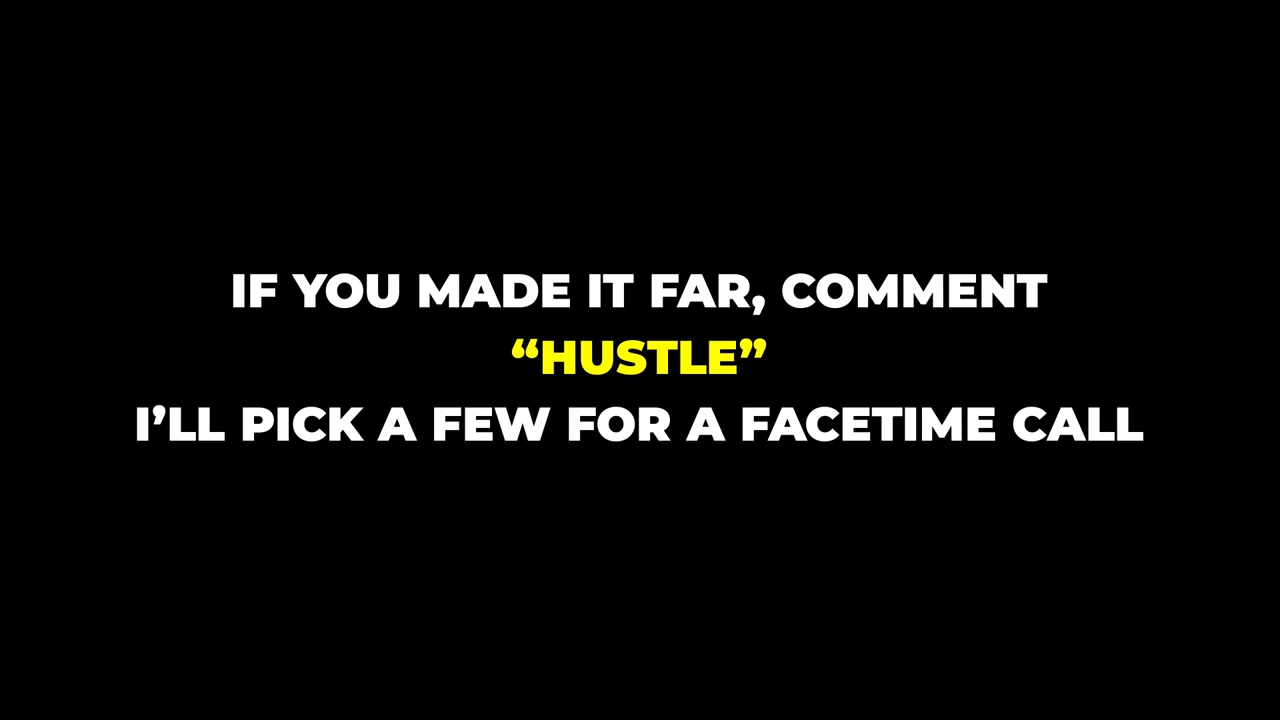 IF YOU MADE IT FAR, COMMENT
“HUSTLE”
I’LL PICK A FEW FOR A FACETIME CALL